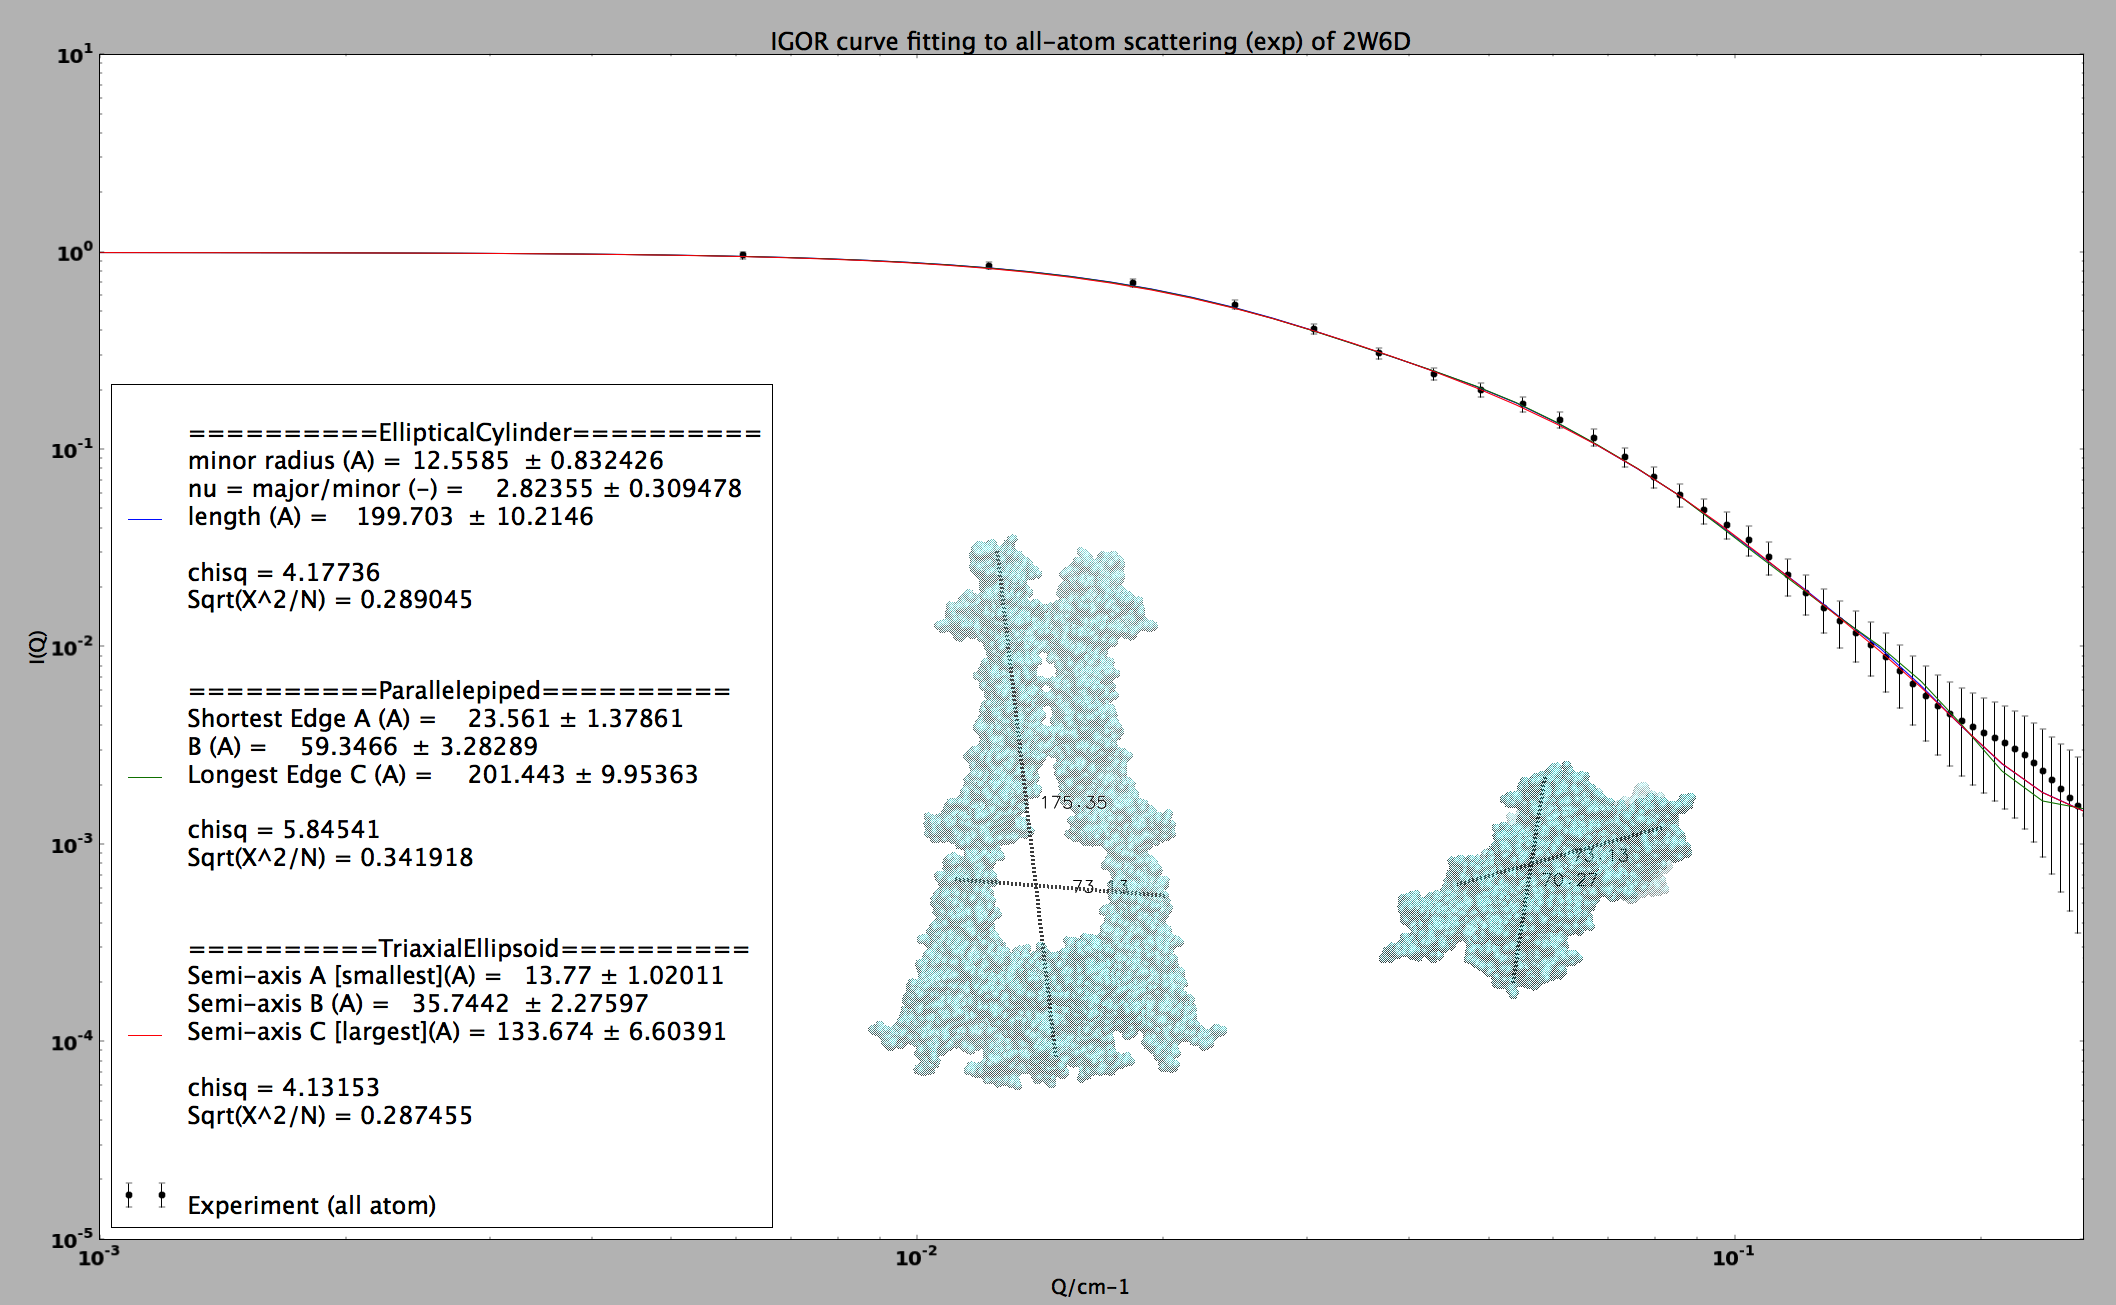 IGOR curve fitting to all-atom scattering (exp) of 2W6D
10^1
10^0
10^-1
10^-2
10^-3
10^-4
10^-5
I(Q)
==========EllipticalCylinder==========
minor radius (A) = 12.5585 ± 0.832426
nu = major/minor (-) = 2.82355 ± 0.309478
length (A) = 199.703 ± 10.2146
chisq = 4.17736
Sqrt(X^2/N) = 0.289045
==========Parallelepiped==========
Shortest Edge A (A) = 23.561 ± 1.37861
B (A) = 59.3466 ± 3.28289
Longest Edge C (A) = 201.443 ± 9.95363
chisq = 5.84541
Sqrt(X^2/N) = 0.341918
==========TriaxialEllipsoid==========
Semi-axis A [smallest](A) = 13.77 ± 1.02011
Semi-axis B (A) = 35.7442 ± 2.27597
Semi-axis C [largest](A) = 133.674 ± 6.60391
chisq = 4.13153
Sqrt(X^2/N) = 0.287455
Experiment (all atom)
175.35
73.13
73.13
70.27
10^-3
10^-2
10^-1
Q/cm-1